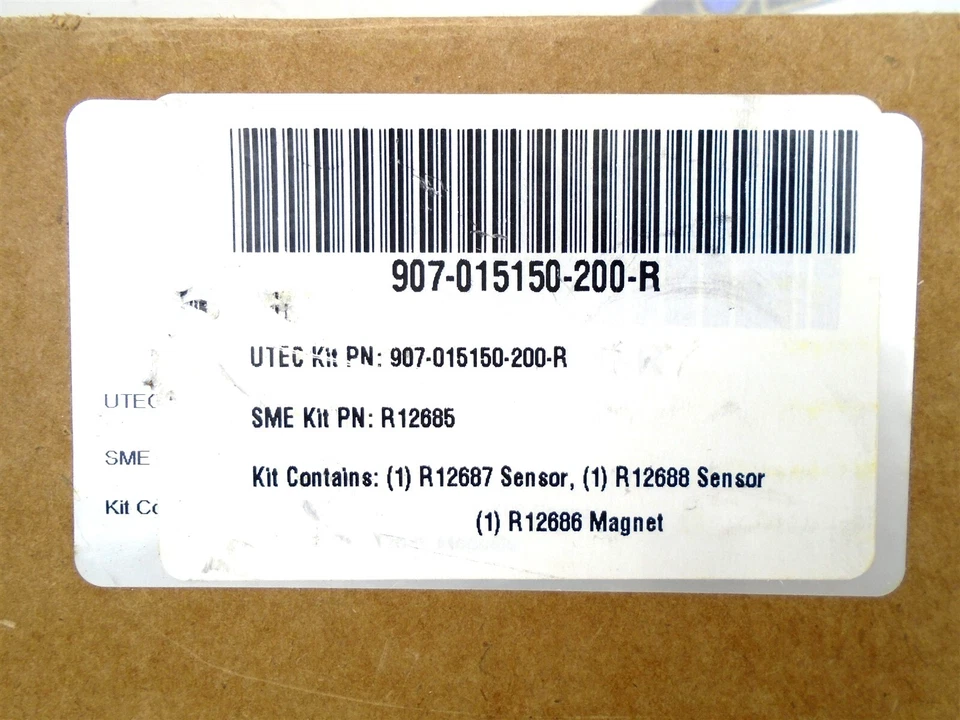 907-015150-200-R
UTEC Kit PN: 907-015150-200-R
SME Kit PN: R12685
Kit Contains: (1) R12687 Sensor, (1) R12688 Sensor
(1) R12686 Magnet
UTEC
SME
Kit